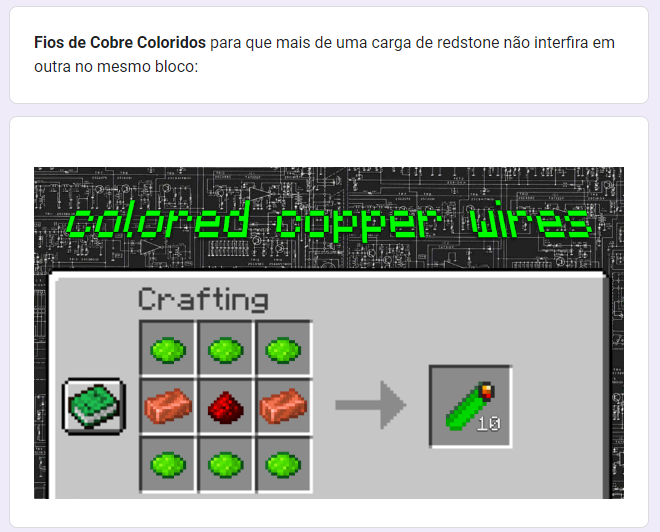 Fios de Cobre Coloridos para que mais de uma carga de redstone não interfira em
outra no mesmo bloco:
colored copper wires
Crafting
10